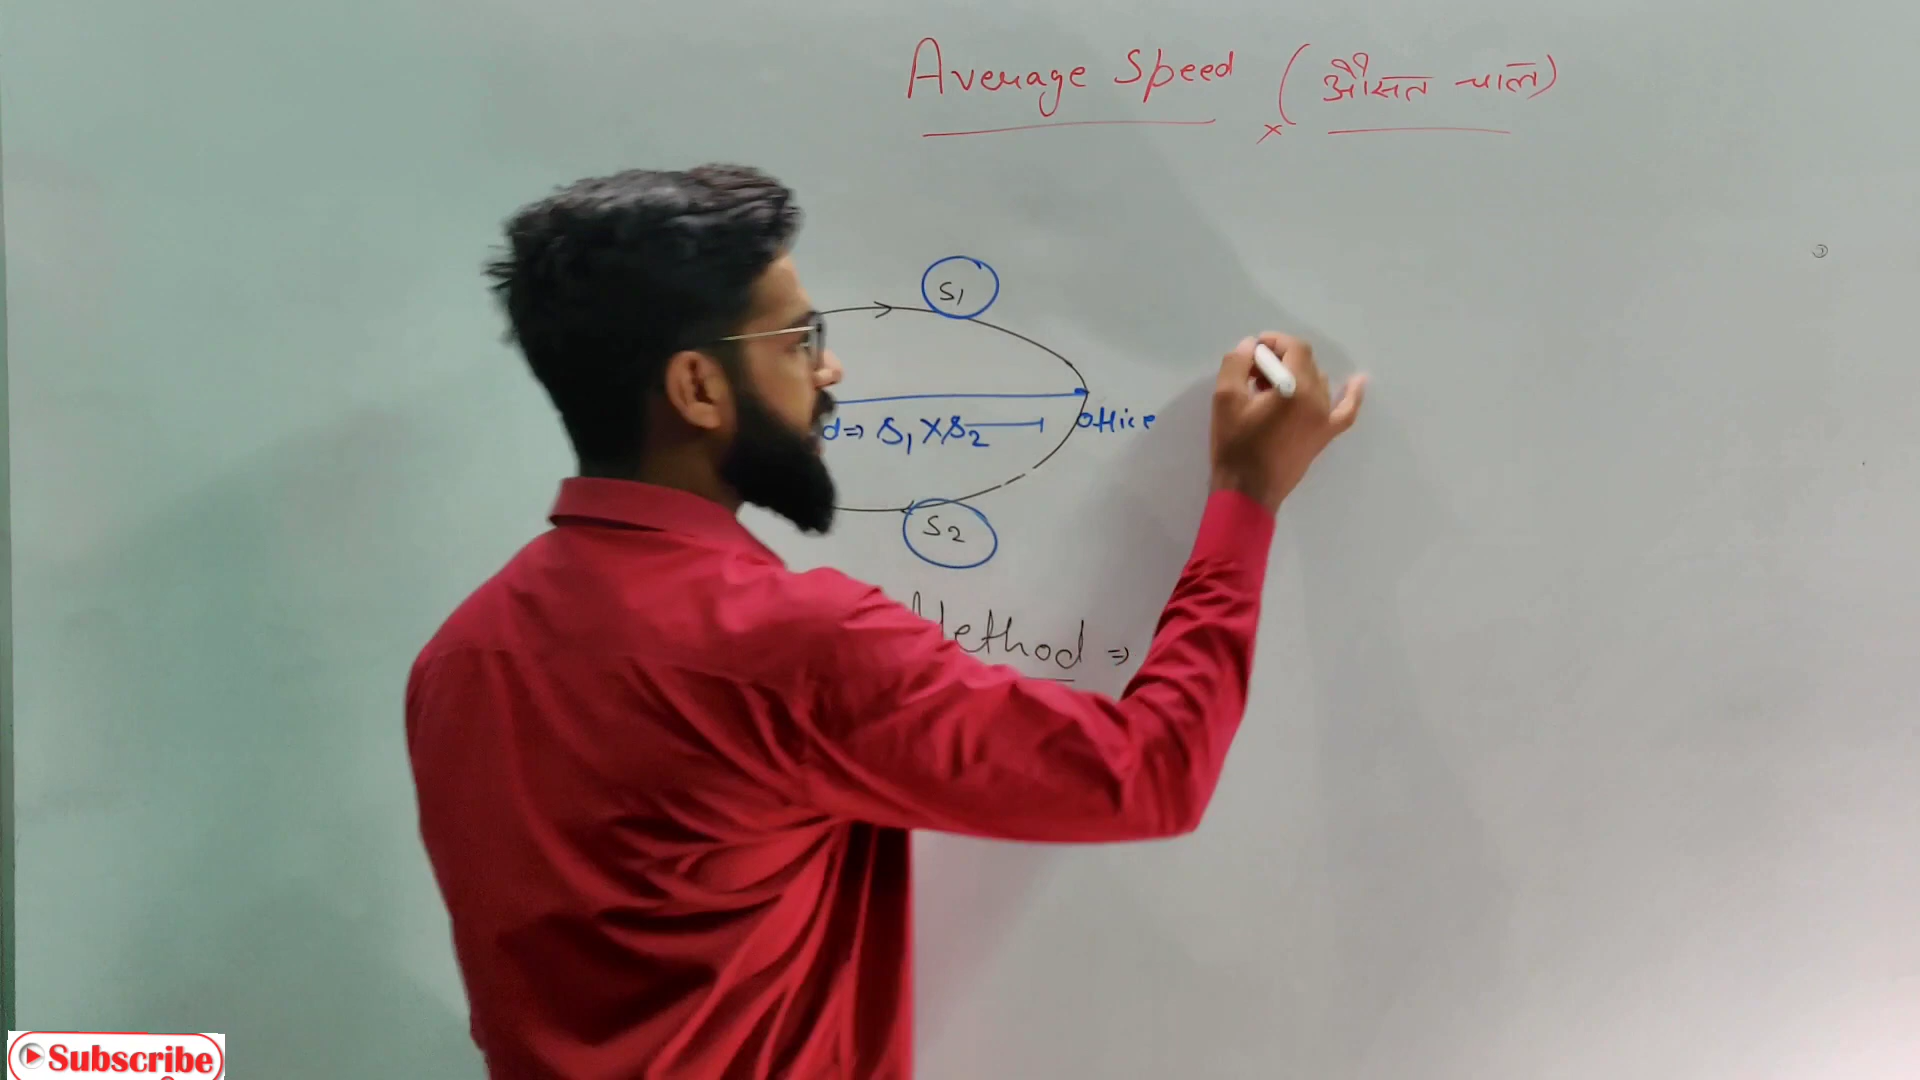 Average Speed (औसत चाल)
S1
d⇒ S1 X S2
Office
S2
Method ⇒
Subscribe